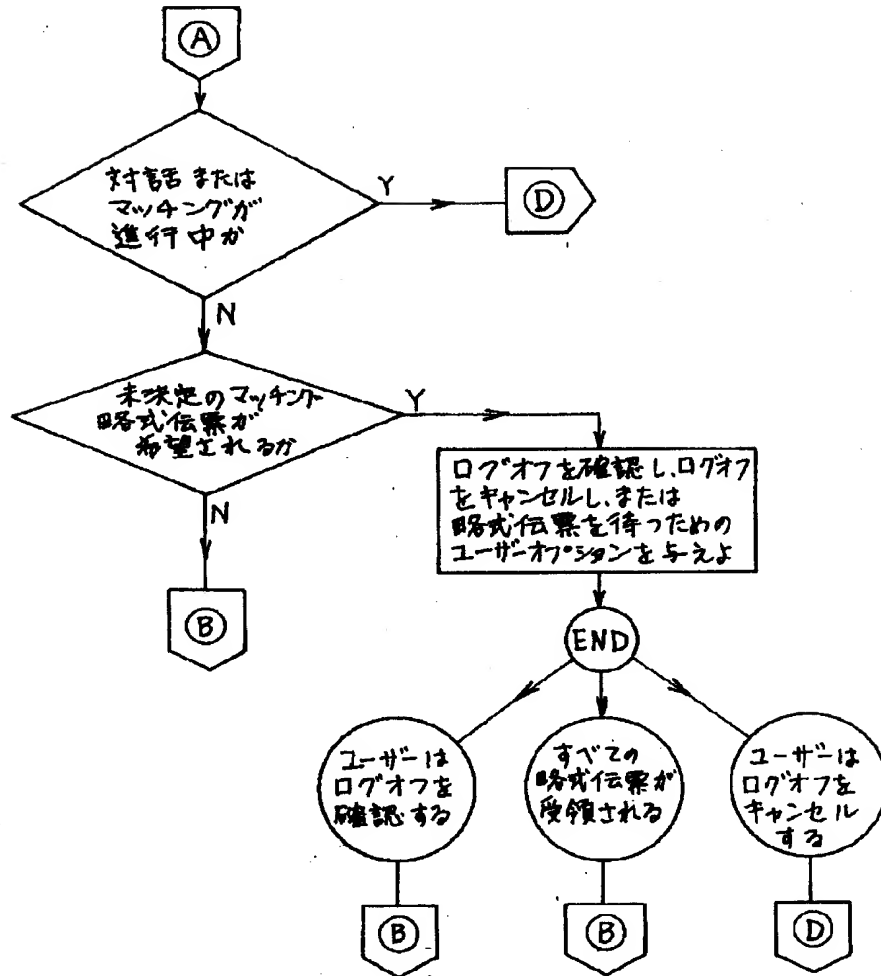 A
対話または
マッチングが
進行中か
Y
D
N
未決定のマッチング
略式伝票が
希望されるか
Y
N
ログオフを確認し、ログオフ
をキャンセルし、または
略式伝票を待つための
ユーザーオプションを与えよ
B
END
ユーザーは
ログオフを
確認する
すべての
略式伝票が
受領される
ユーザーは
ログオフを
キャンセル
する
B
B
D